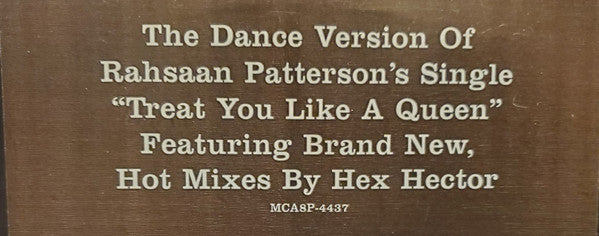 The Dance Version Of
Rahsaan Patterson's Single
"Treat You Like A Queen"
Featuring Brand New,
Hot Mixes By Hex Hector
MCA8P-4437